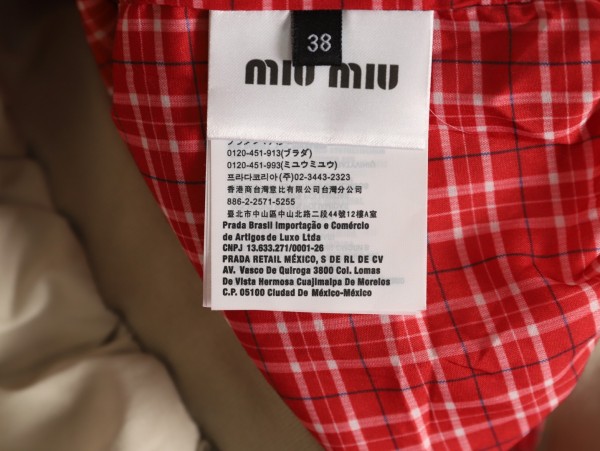 38
miu miu
0120-451-913(プラダ)
0120-451-993(ミュウミュウ)
프라다코리아(주)02-3443-2323
香港商台灣意比有限公司台灣分公司
886-2-2571-5255
臺北市中山區中山北路二段44號12樓A室
Prada Brasil Importação e Comércio
de Artigos de Luxo Ltda
CNPJ 13.633.271/0001-26
PRADA RETAIL MÉXICO, S DE RL DE CV
AV. Vasco De Quiroga 3800 Col. Lomas
De Vista Hermosa Cuajimalpa De Morelos
C.P. 05100 Ciudad De México-México